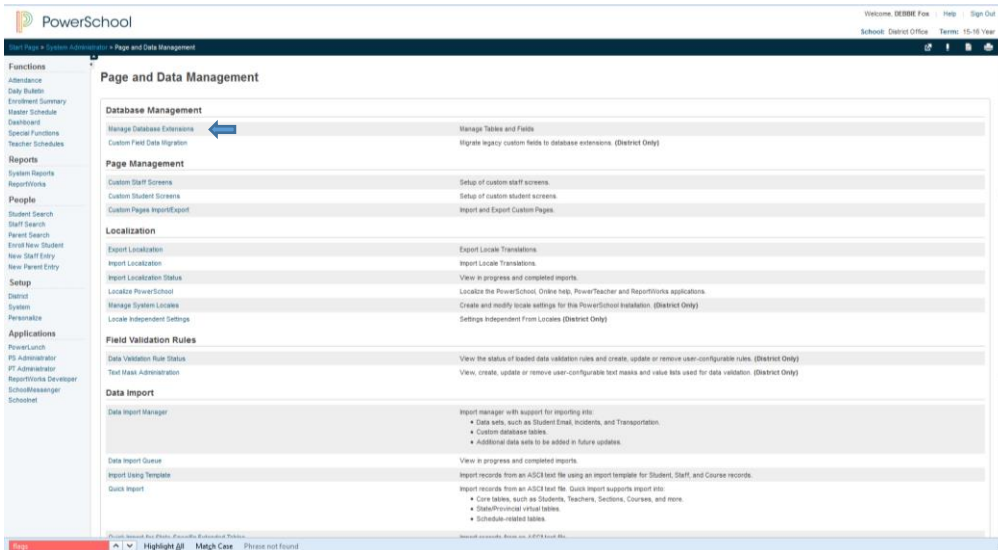 PowerSchool
Welcome, DEBBIE Fox | Help | Sign Out
School: District Office Term: 15-16 Year
Start Page > System Administrator > Page and Data Management
Functions
Attendance
Daily Bulletin
Enrollment Summary
Master Schedule
Dashboard
Special Functions
Teacher Schedules
Reports
System Reports
ReportWorks
People
Student Search
Staff Search
Parent Search
Enroll New Student
New Staff Entry
New Parent Entry
Setup
District
System
Personalize
Applications
PowerLunch
PS Administrator
PT Administrator
ReportWorks Developer
SchoolMessenger
Schoolnet
Page and Data Management
Database Management
Manage Database Extensions Manage Tables and Fields
Custom Field Data Migration Migrate legacy custom fields to database extensions. (District Only)
Page Management
Custom Staff Screens Setup of custom staff screens.
Custom Student Screens Setup of custom student screens.
Custom Pages Import/Export Import and Export Custom Pages.
Localization
Export Localization Export Locale Translations.
Import Localization Import Locale Translations.
Import Localization Status View in progress and completed imports.
Localize PowerSchool Localize the PowerSchool, Online help, PowerTeacher and ReportWorks applications.
Manage System Locales Create and modify locale settings for this PowerSchool installation. (District Only)
Locale Independent Settings Settings Independent From Locales (District Only)
Field Validation Rules
Data Validation Rule Status View the status of loaded data validation rules and create, update or remove user-configurable rules. (District Only)
Text Mask Administration View, create, update or remove user-configurable text masks and value lists used for data validation. (District Only)
Data Import
Data Import Manager Import manager with support for importing into:
• Data sets, such as Student Email, Incidents, and Transportation.
• Custom database tables.
• Additional data sets to be added in future updates.
Data Import Queue View in progress and completed imports.
Import Using Template Import records from an ASCII text file using an import template for Student, Staff, and Course records.
Quick Import Import records from an ASCII text file. Quick Import supports import into:
• Core tables, such as Students, Teachers, Sections, Courses, and more.
• State/Provincial virtual tables.
• Schedule-related tables.
Quick Import for State-Specific Extended Tables Import records from an ASCII text file.
Highlight All Match Case Phrase not found